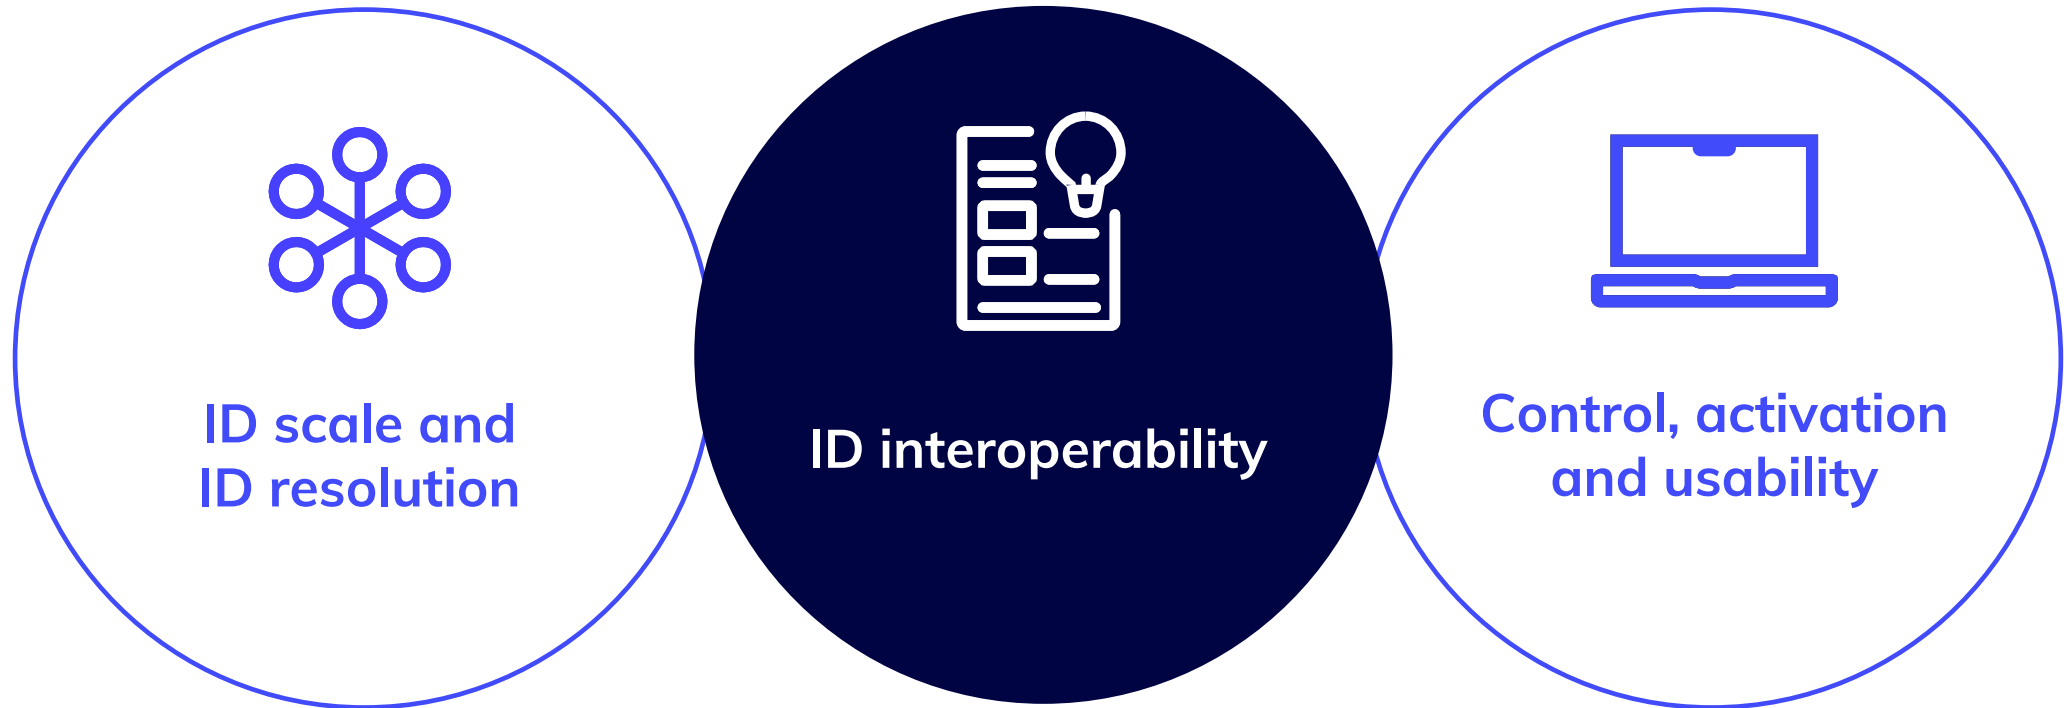 ID scale and
ID resolution
ID interoperability
Control, activation
and usability